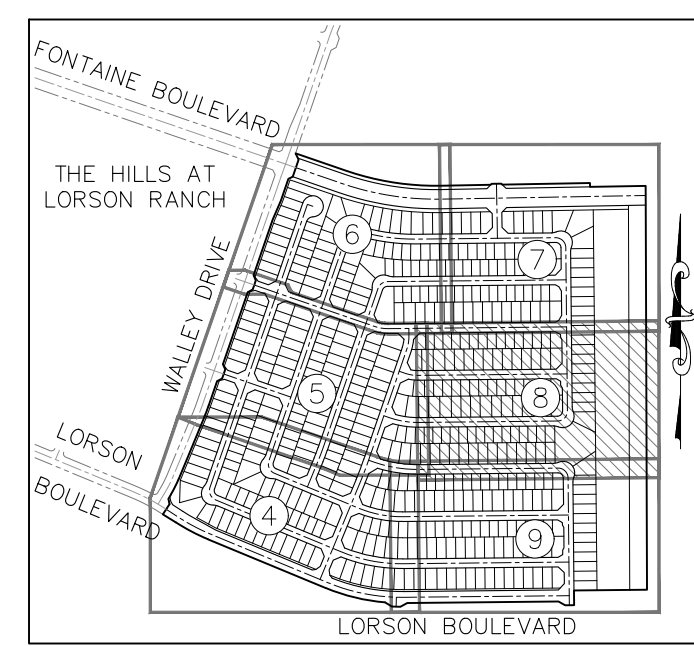 FONTAINE BOULEVARD
THE HILLS AT
LORSON RANCH
WALLEY DRIVE
6
7
5
8
LORSON
BOULEVARD
4
9
LORSON BOULEVARD